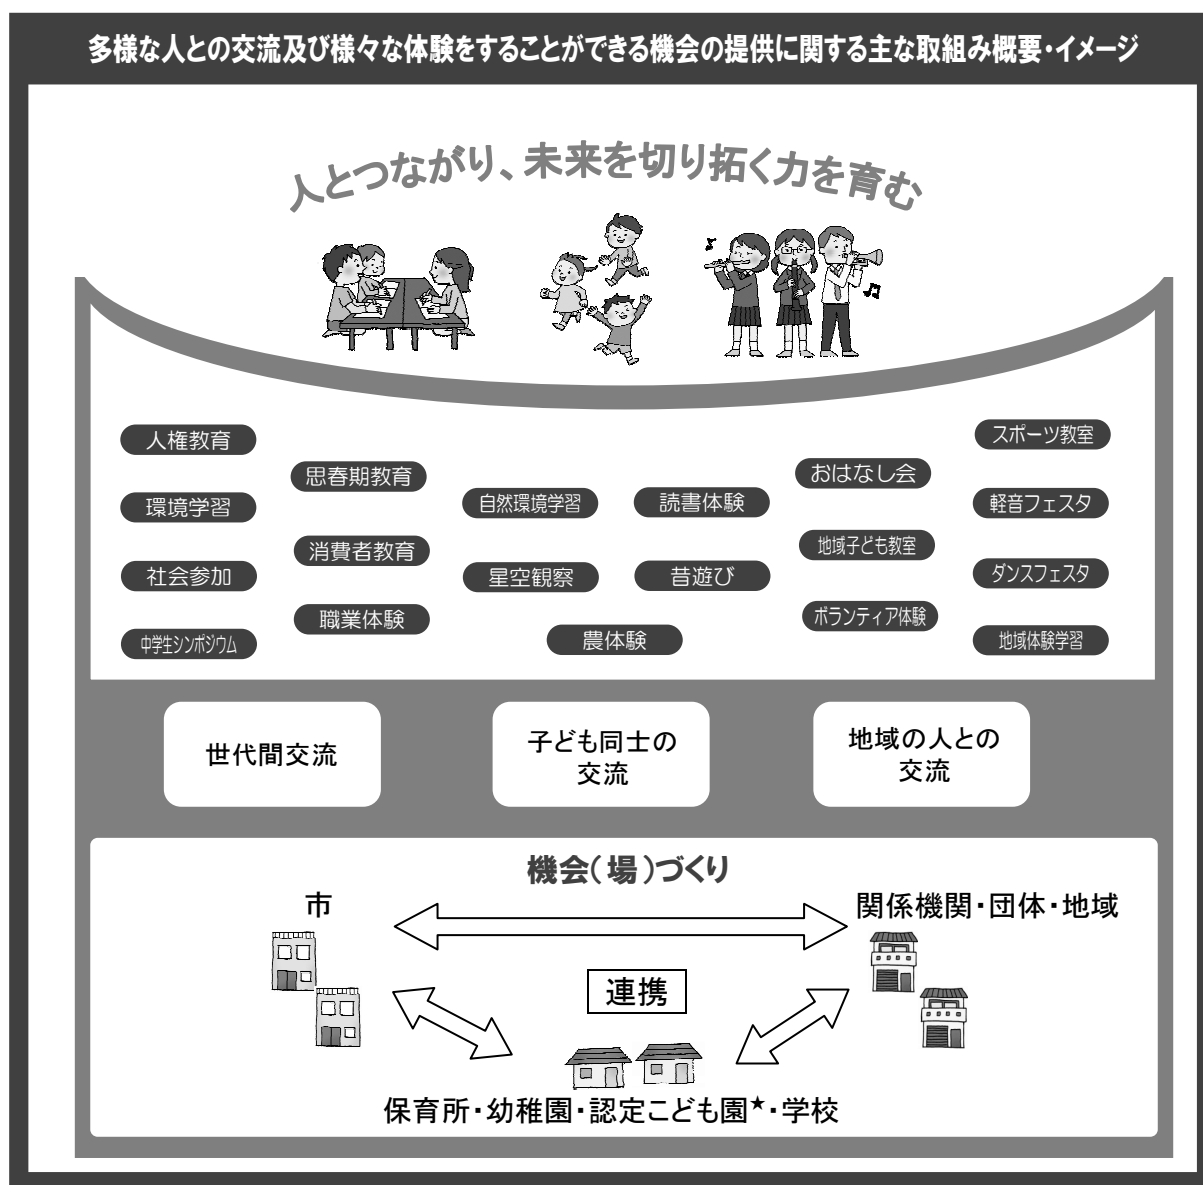 多様な人との交流及び様々な体験をすることができる機会の提供に関する主な取組み概要・イメージ
人とつながり、未来を切り拓く力を育む
人権教育
環境学習
社会参加
中学生シンポジウム
思春期教育
消費者教育
職業体験
自然環境学習
星空観察
読書体験
昔遊び
農体験
おはなし会
地域子ども教室
ボランティア体験
スポーツ教室
軽音フェスタ
ダンスフェスタ
地域体験学習
世代間交流
子ども同士の
交流
地域の人との
交流
機会(場)づくり
市
関係機関・団体・地域
連携
保育所・幼稚園・認定こども園★・学校